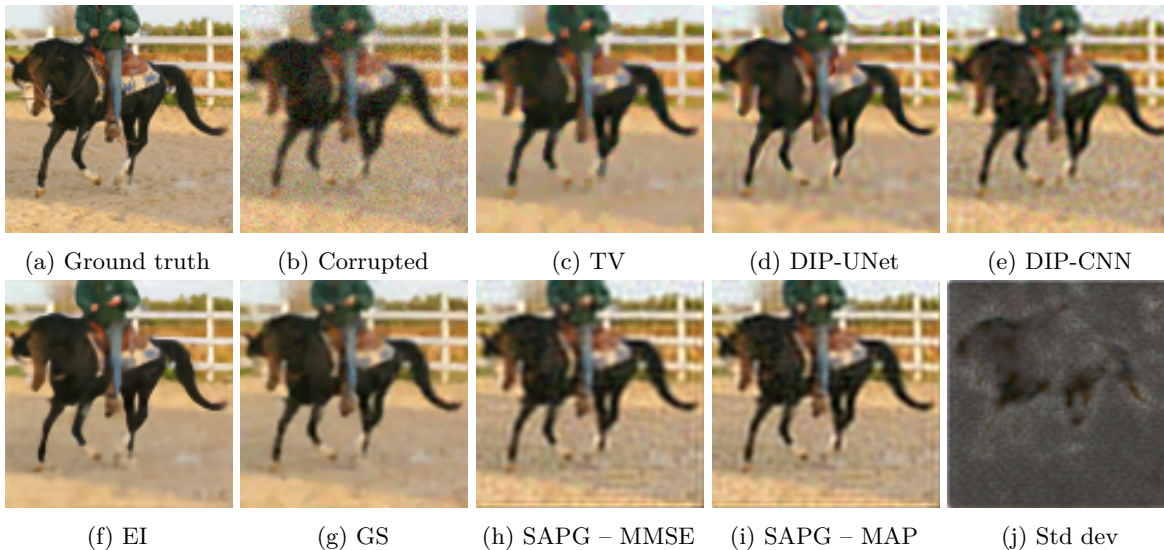 (a) Ground truth
(b) Corrupted
(c) TV
(d) DIP-UNet
(e) DIP-CNN
(f) EI
(g) GS
(h) SAPG – MMSE
(i) SAPG – MAP
(j) Std dev